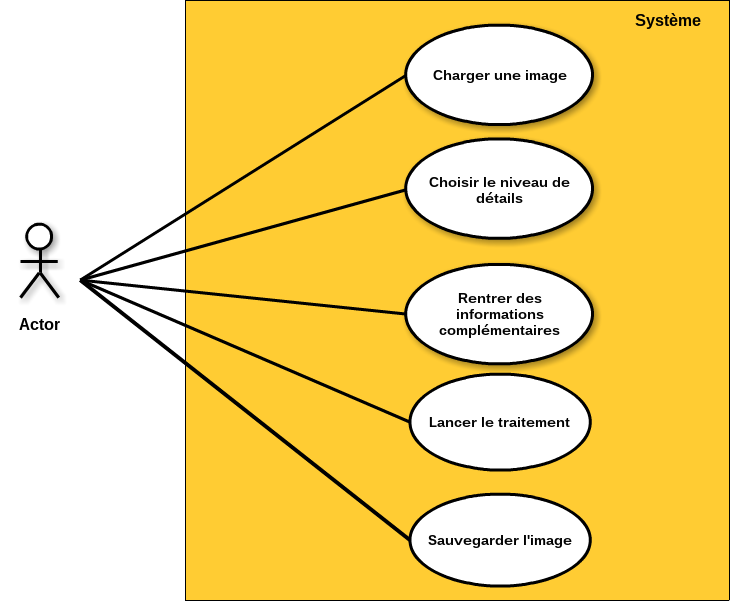 Système
Charger une image
Choisir le niveau de
détails
Rentrer des
informations
complémentaires
Actor
Lancer le traitement
Sauvegarder l'image